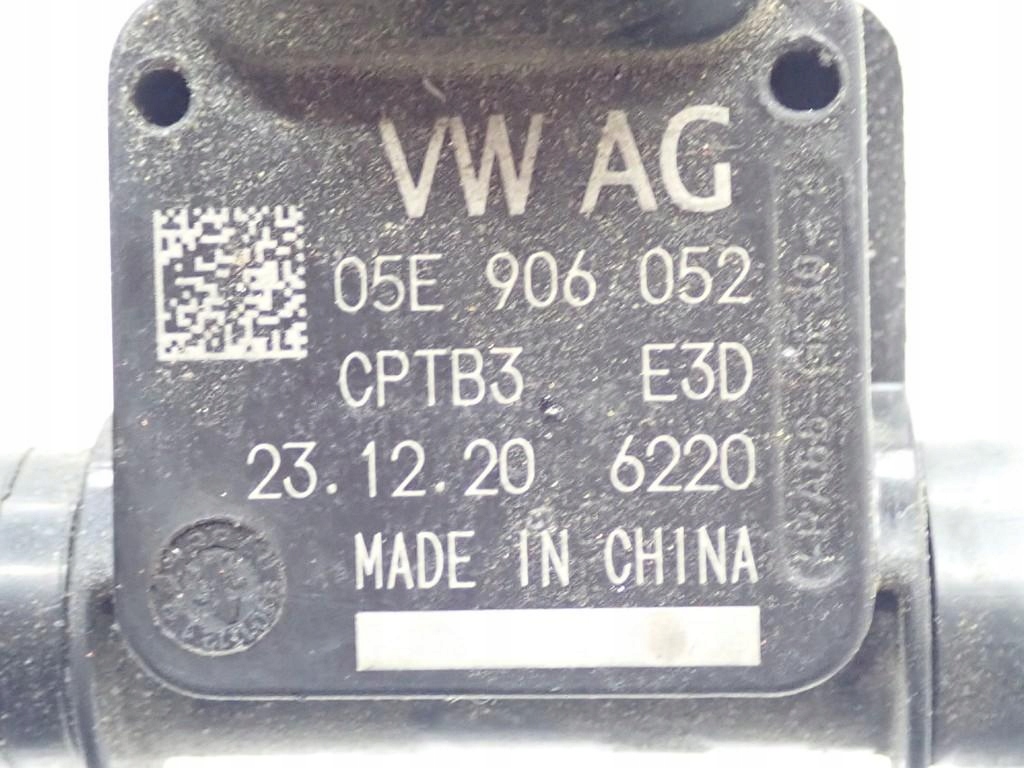 VW AG
05E 906 052
CPTB3 E3D
23.12.20 6220
MADE IN CHINA